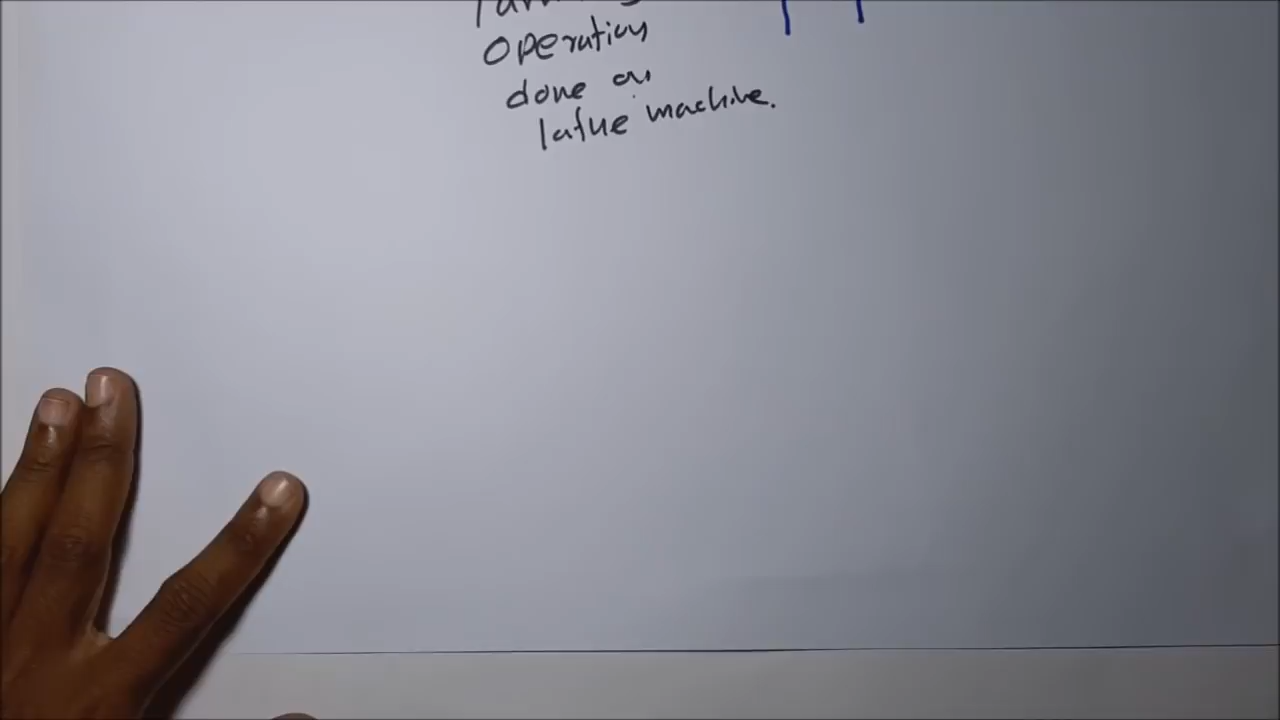 operation
done on
lathe machine.